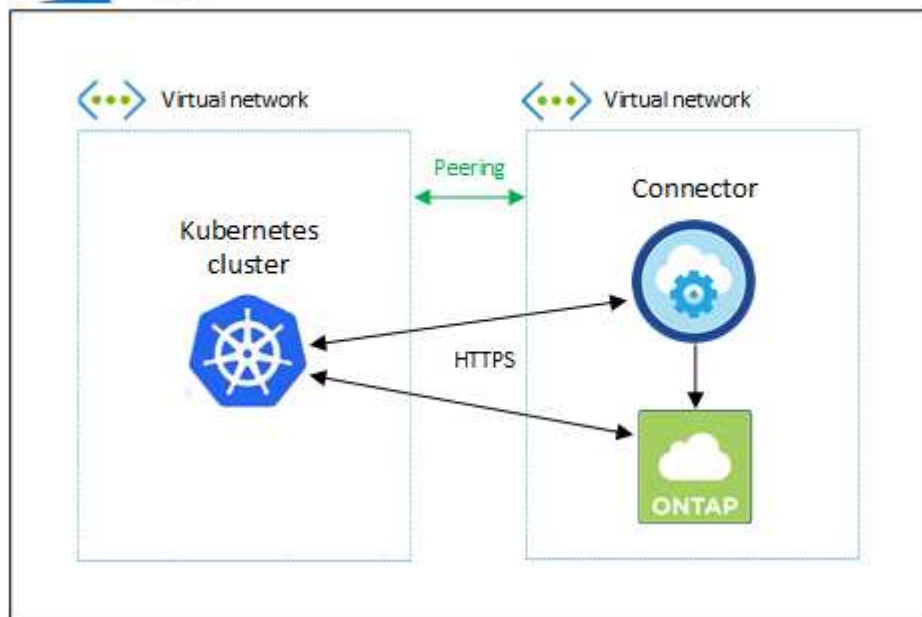 Virtual network
Virtual network
Peering
Connector
Kubernetes
cluster
HTTPS
ONTAP